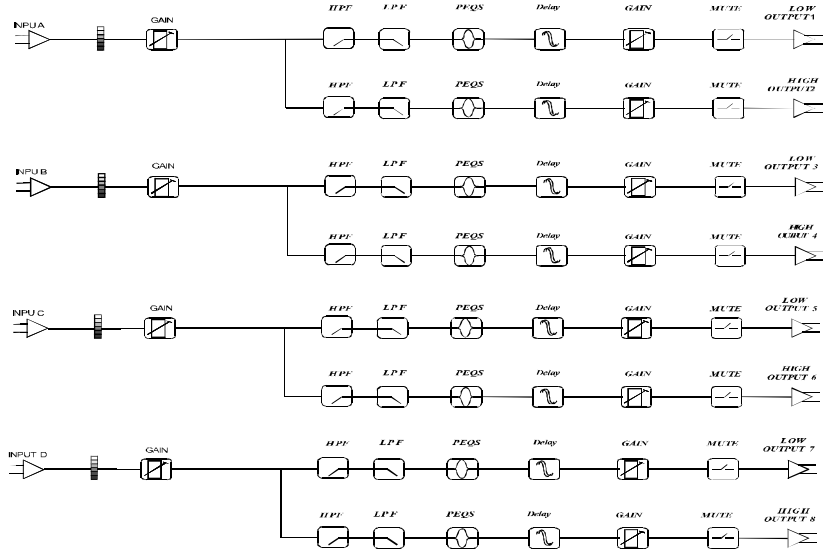 HPF LPF PEQS Delay GAIN MUTE LOW
INPU A GAIN OUTPUT1
HIGH
OUTPUT2
HPF LPF PEQS Delay GAIN MUTE
INPU B GAIN HPF LPF PEQS Delay GAIN MUTE LOW
OUTPUT 3
HPF LPF PEQS Delay GAIN MUTE HIGH
OUTPUT 4
INPU C GAIN HPF LPF PEQS Delay GAIN MUTE LOW
OUTPUT 5
HPF LPF PEQS Delay GAIN MUTE HIGH
OUTPUT 6
INPUT D GAIN HPF LPF PEQS Delay GAIN MUTE LOW
OUTPUT 7
HPF LPF PEQS Delay GAIN MUTE HIGH
OUTPUT 8